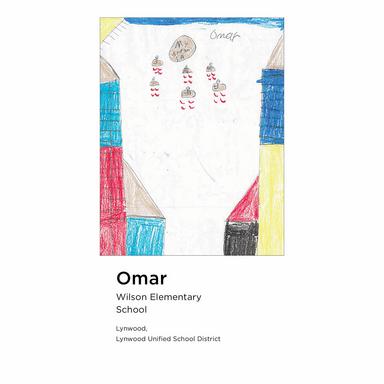 Omar
Omar
Wilson Elementary
School
Lynwood,
Lynwood Unified School District